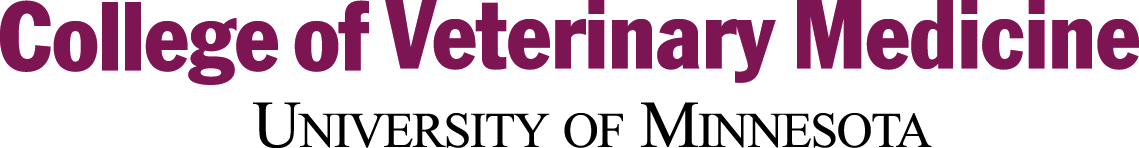 College of Veterinary Medicine
UNIVERSITY OF MINNESOTA